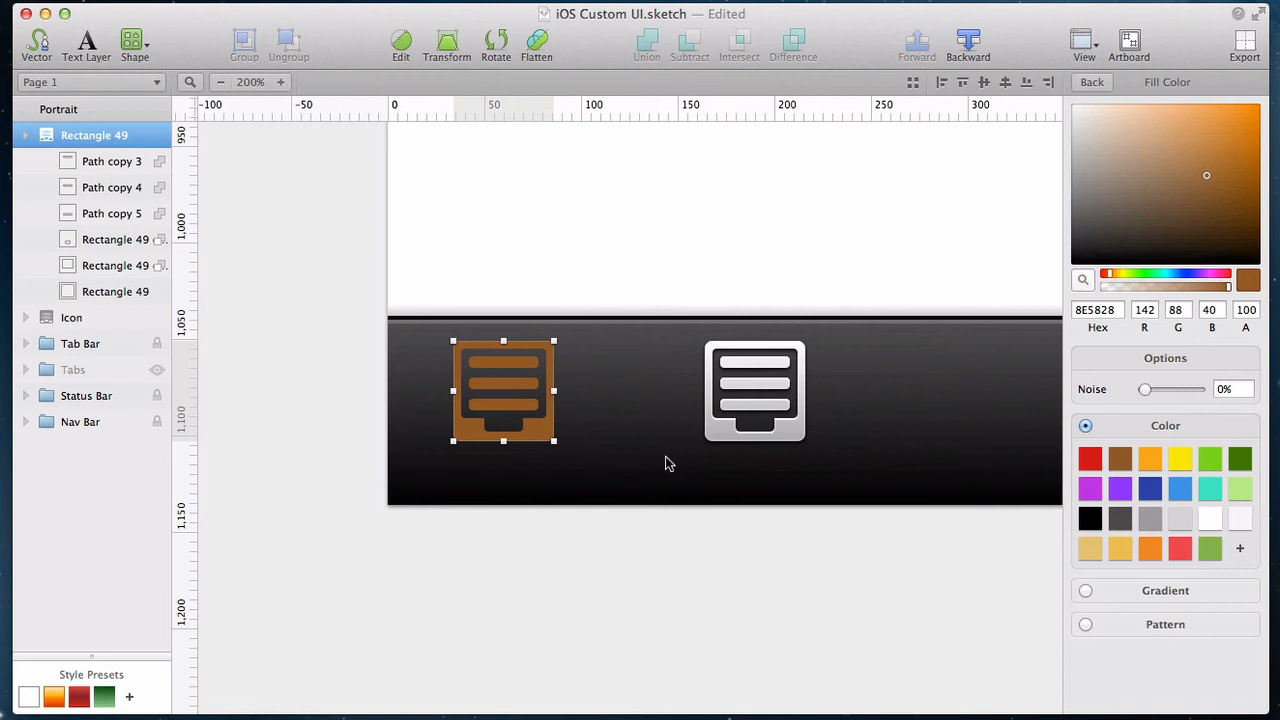 iOS Custom UI.sketch — Edited
Vector Text Layer Shape Group Ungroup Edit Transform Rotate Flatten Union Subtract Intersect Difference Forward Backward View Artboard Export
Page 1 − 200% + Back Fill Color
Portrait
-100 -50 0 50 100 150 200 250 300
Rectangle 49
Path copy 3
Path copy 4
Path copy 5
Rectangle 49
Rectangle 49
Rectangle 49
Icon
Tab Bar
Tabs
Status Bar
Nav Bar
950
1,000
1,050
1,100
1,150
1,200
8E5828 142 88 40 100
Hex R G B A
Options
Noise 0%
Color
+
Gradient
Pattern
Style Presets
+